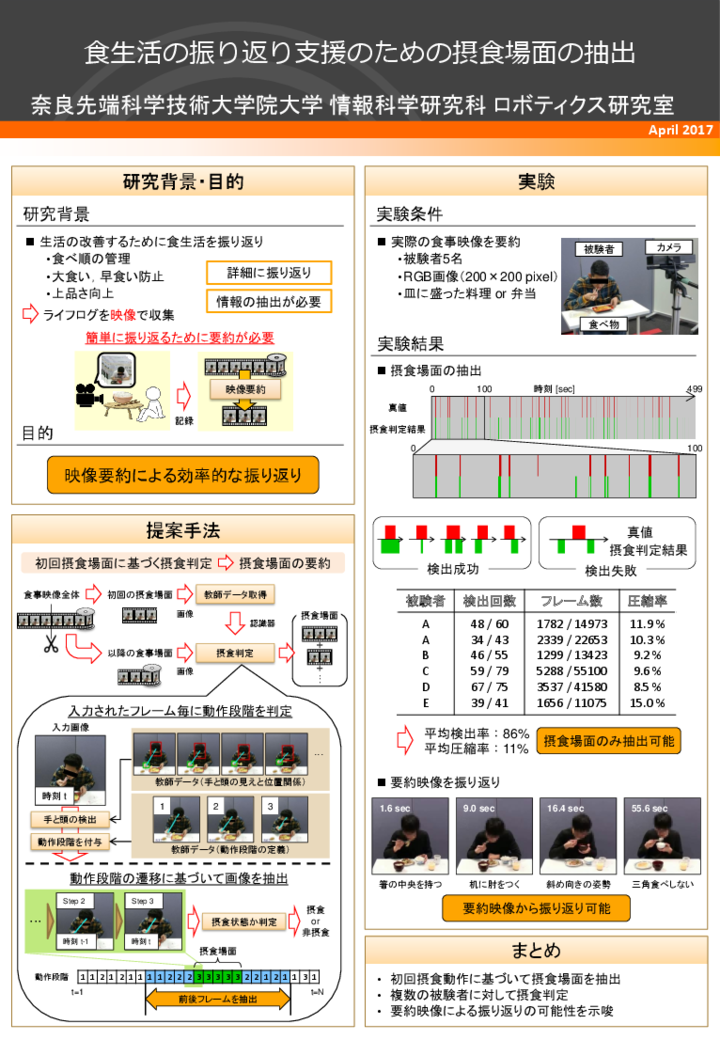 食生活の振り返り支援のための摂食場面の抽出
奈良先端科学技術大学院大学 情報科学研究科 ロボティクス研究室
April 2017
研究背景・目的
研究背景
■ 生活の改善するために食生活を振り返り
・食べ順の管理
・大食い，早食い防止
・上品さ向上
詳細に振り返り
情報の抽出が必要
ライフログを映像で収集
簡単に振り返るために要約が必要
記録
映像要約
目的
映像要約による効率的な振り返り
提案手法
初回摂食場面に基づく摂食判定 摂食場面の要約
食事映像全体
初回の摂食場面
画像
教師データ取得
認識器
以降の食事場面
画像
摂食判定
摂食場面
+
+
入力されたフレーム毎に動作段階を判定
入力画像
時刻 t
手と頭の検出
動作段階を付与
…
教師データ(手と頭の見えと位置関係)
1 2 3
教師データ(動作段階の定義)
動作段階の遷移に基づいて画像を抽出
…
Step 2
時刻 t-1
Step 3
時刻 t
摂食状態か判定
摂食
or
非摂食
摂食場面
動作段階
1 1 2 1 2 1 1 1 1 2 2 2 3 3 3 3 3 2 2 1 2 1 1 3 1
t=1
t=N
前後フレームを抽出
実験
実験条件
■ 実際の食事映像を要約
・被験者5名
・RGB画像(200×200 pixel)
・皿に盛った料理 or 弁当
被験者
カメラ
食べ物
実験結果
■ 摂食場面の抽出
0 100 時刻 [sec] 499
真値
摂食判定結果
0 100
検出成功
真値
摂食判定結果
検出失敗
被験者 検出回数 フレーム数 圧縮率
A 48 / 60 1782 / 14973 11.9 %
A 34 / 43 2339 / 22653 10.3 %
B 46 / 55 1299 / 13423 9.2 %
C 59 / 79 5288 / 55100 9.6 %
D 67 / 75 3537 / 41580 8.5 %
E 39 / 41 1656 / 11075 15.0 %
平均検出率：86%
平均圧縮率：11%
摂食場面のみ抽出可能
■ 要約映像を振り返り
1.6 sec
9.0 sec
16.4 sec
55.6 sec
箸の中央を持つ
机に肘をつく
斜め向きの姿勢
三角食べしない
要約映像から振り返り可能
まとめ
・ 初回摂食動作に基づいて摂食場面を抽出
・ 複数の被験者に対して摂食判定
・ 要約映像による振り返りの可能性を示唆